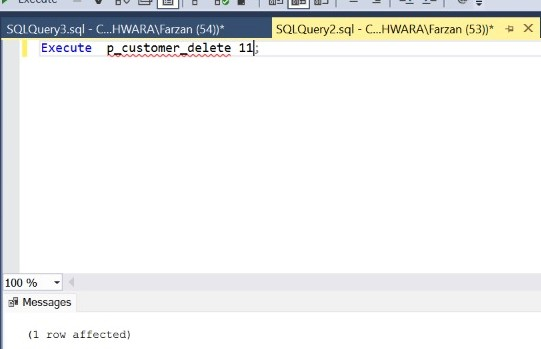 Execute
SQLQuery3.sql - C...HWARA\Farzan (54))* SQLQuery2.sql - C...HWARA\Farzan (53))*
Execute p_customer_delete 11;
100 %
Messages
(1 row affected)